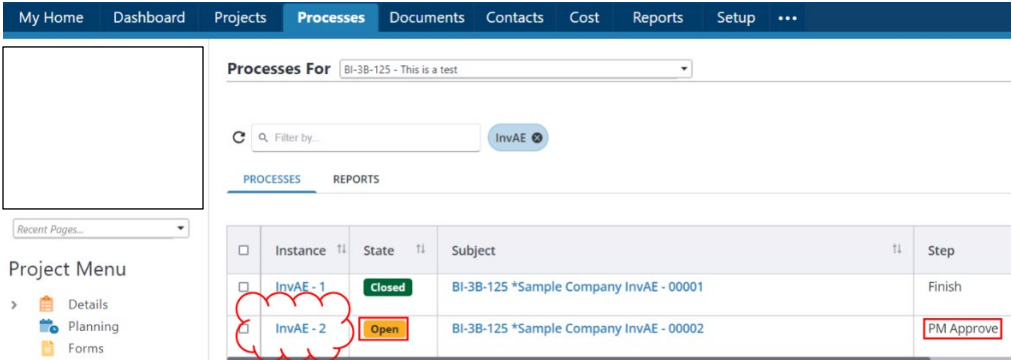 My Home Dashboard Projects Processes Documents Contacts Cost Reports Setup •••
Processes For BI-3B-125 - This is a test
Filter by...
InvAE
PROCESSES REPORTS
Recent Pages...
Instance State Subject Step
Project Menu
InvAE - 1 Closed BI-3B-125 *Sample Company InvAE - 00001 Finish
Details
Planning
InvAE - 2 Open BI-3B-125 *Sample Company InvAE - 00002 PM Approve
Forms